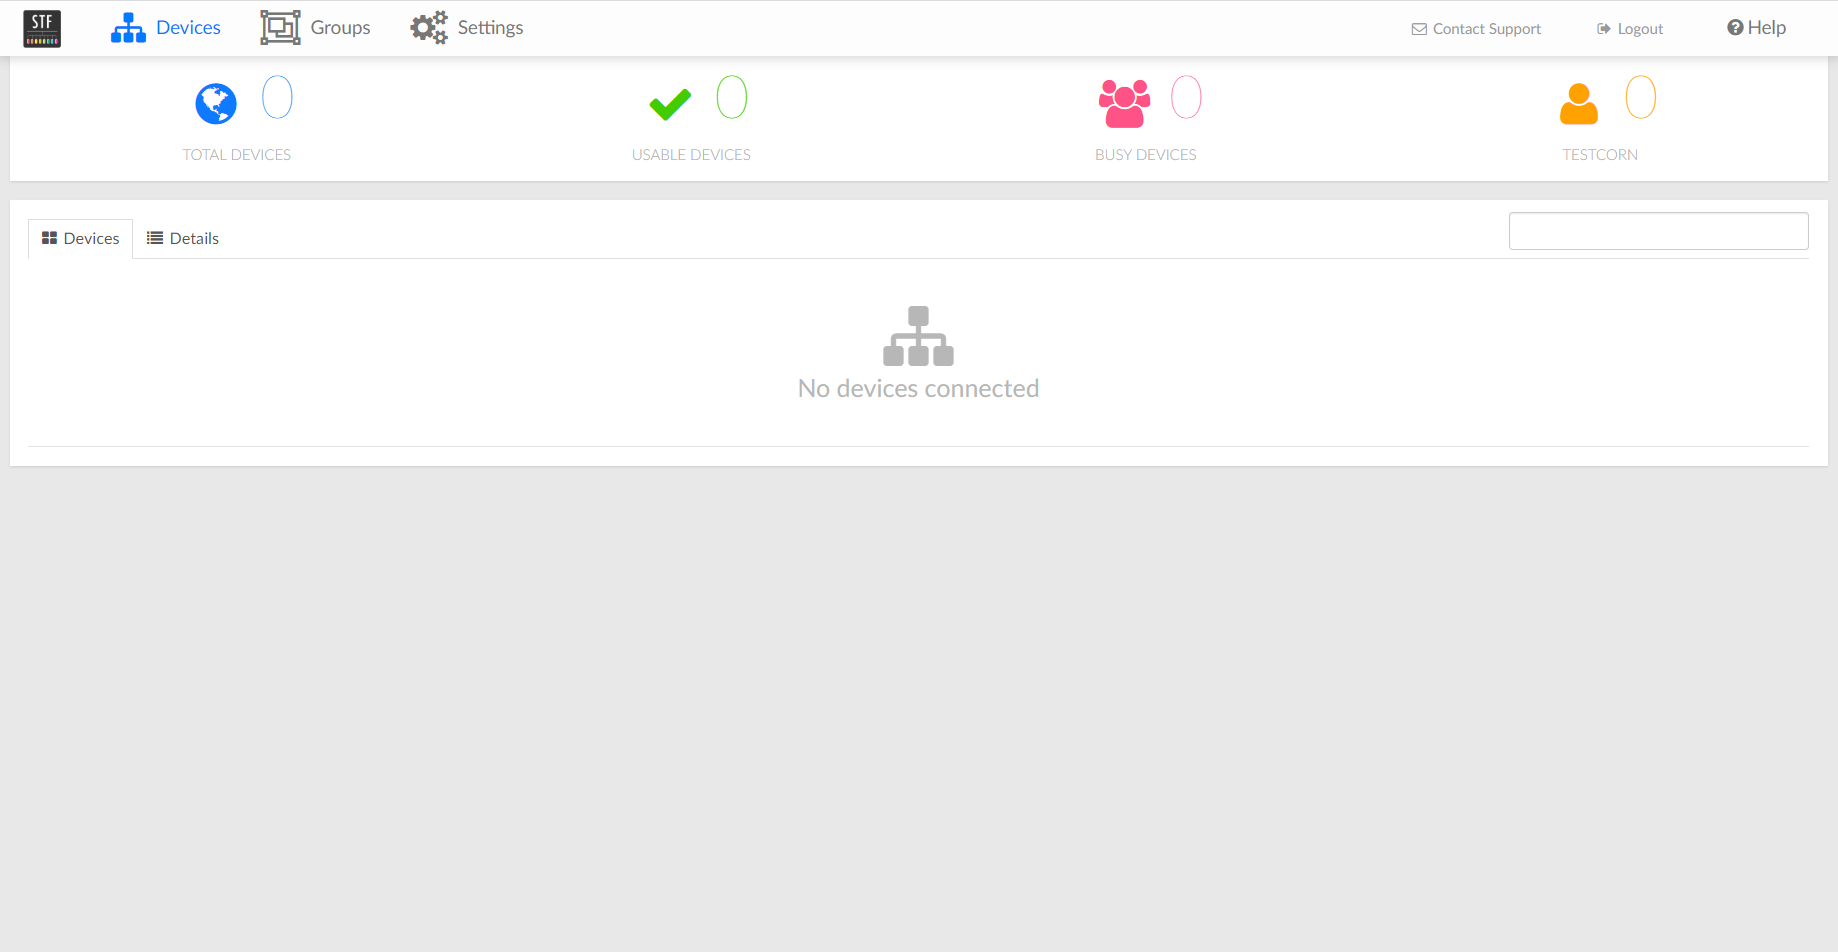 STF
Devices
Groups
Settings
Contact Support
Logout
Help
0
0
0
0
TOTAL DEVICES
USABLE DEVICES
BUSY DEVICES
TESTCORN
Devices
Details
No devices connected